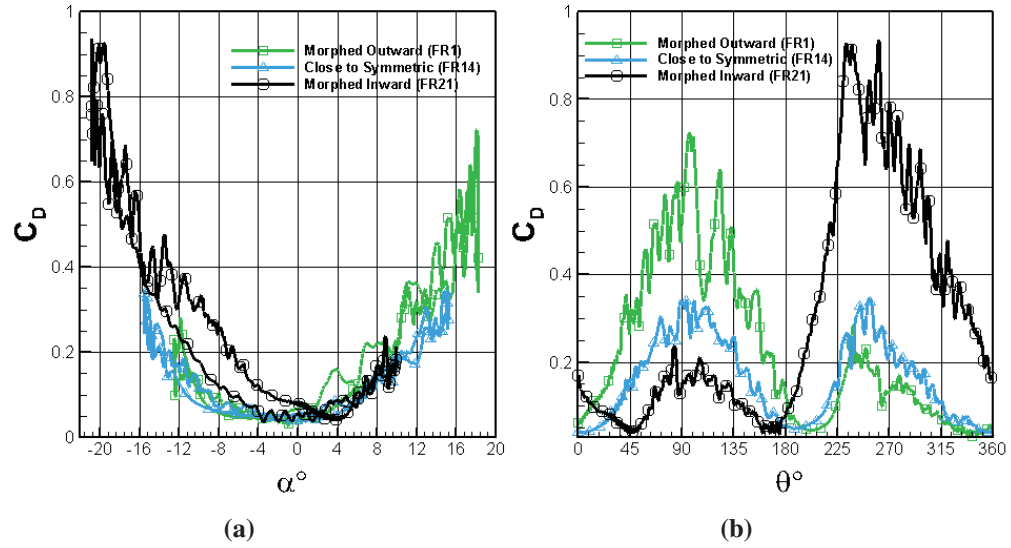 C_D
1
0.8
0.6
0.4
0.2
0
-20 -16 -12 -8 -4 0 4 8 12 16 20
α°
Morphed Outward (FR1)
Close to Symmetric (FR14)
Morphed Inward (FR21)
(a)
C_D
1
0.8
0.6
0.4
0.2
0 45 90 135 180 225 270 315 360
θ°
Morphed Outward (FR1)
Close to Symmetric (FR14)
Morphed Inward (FR21)
(b)